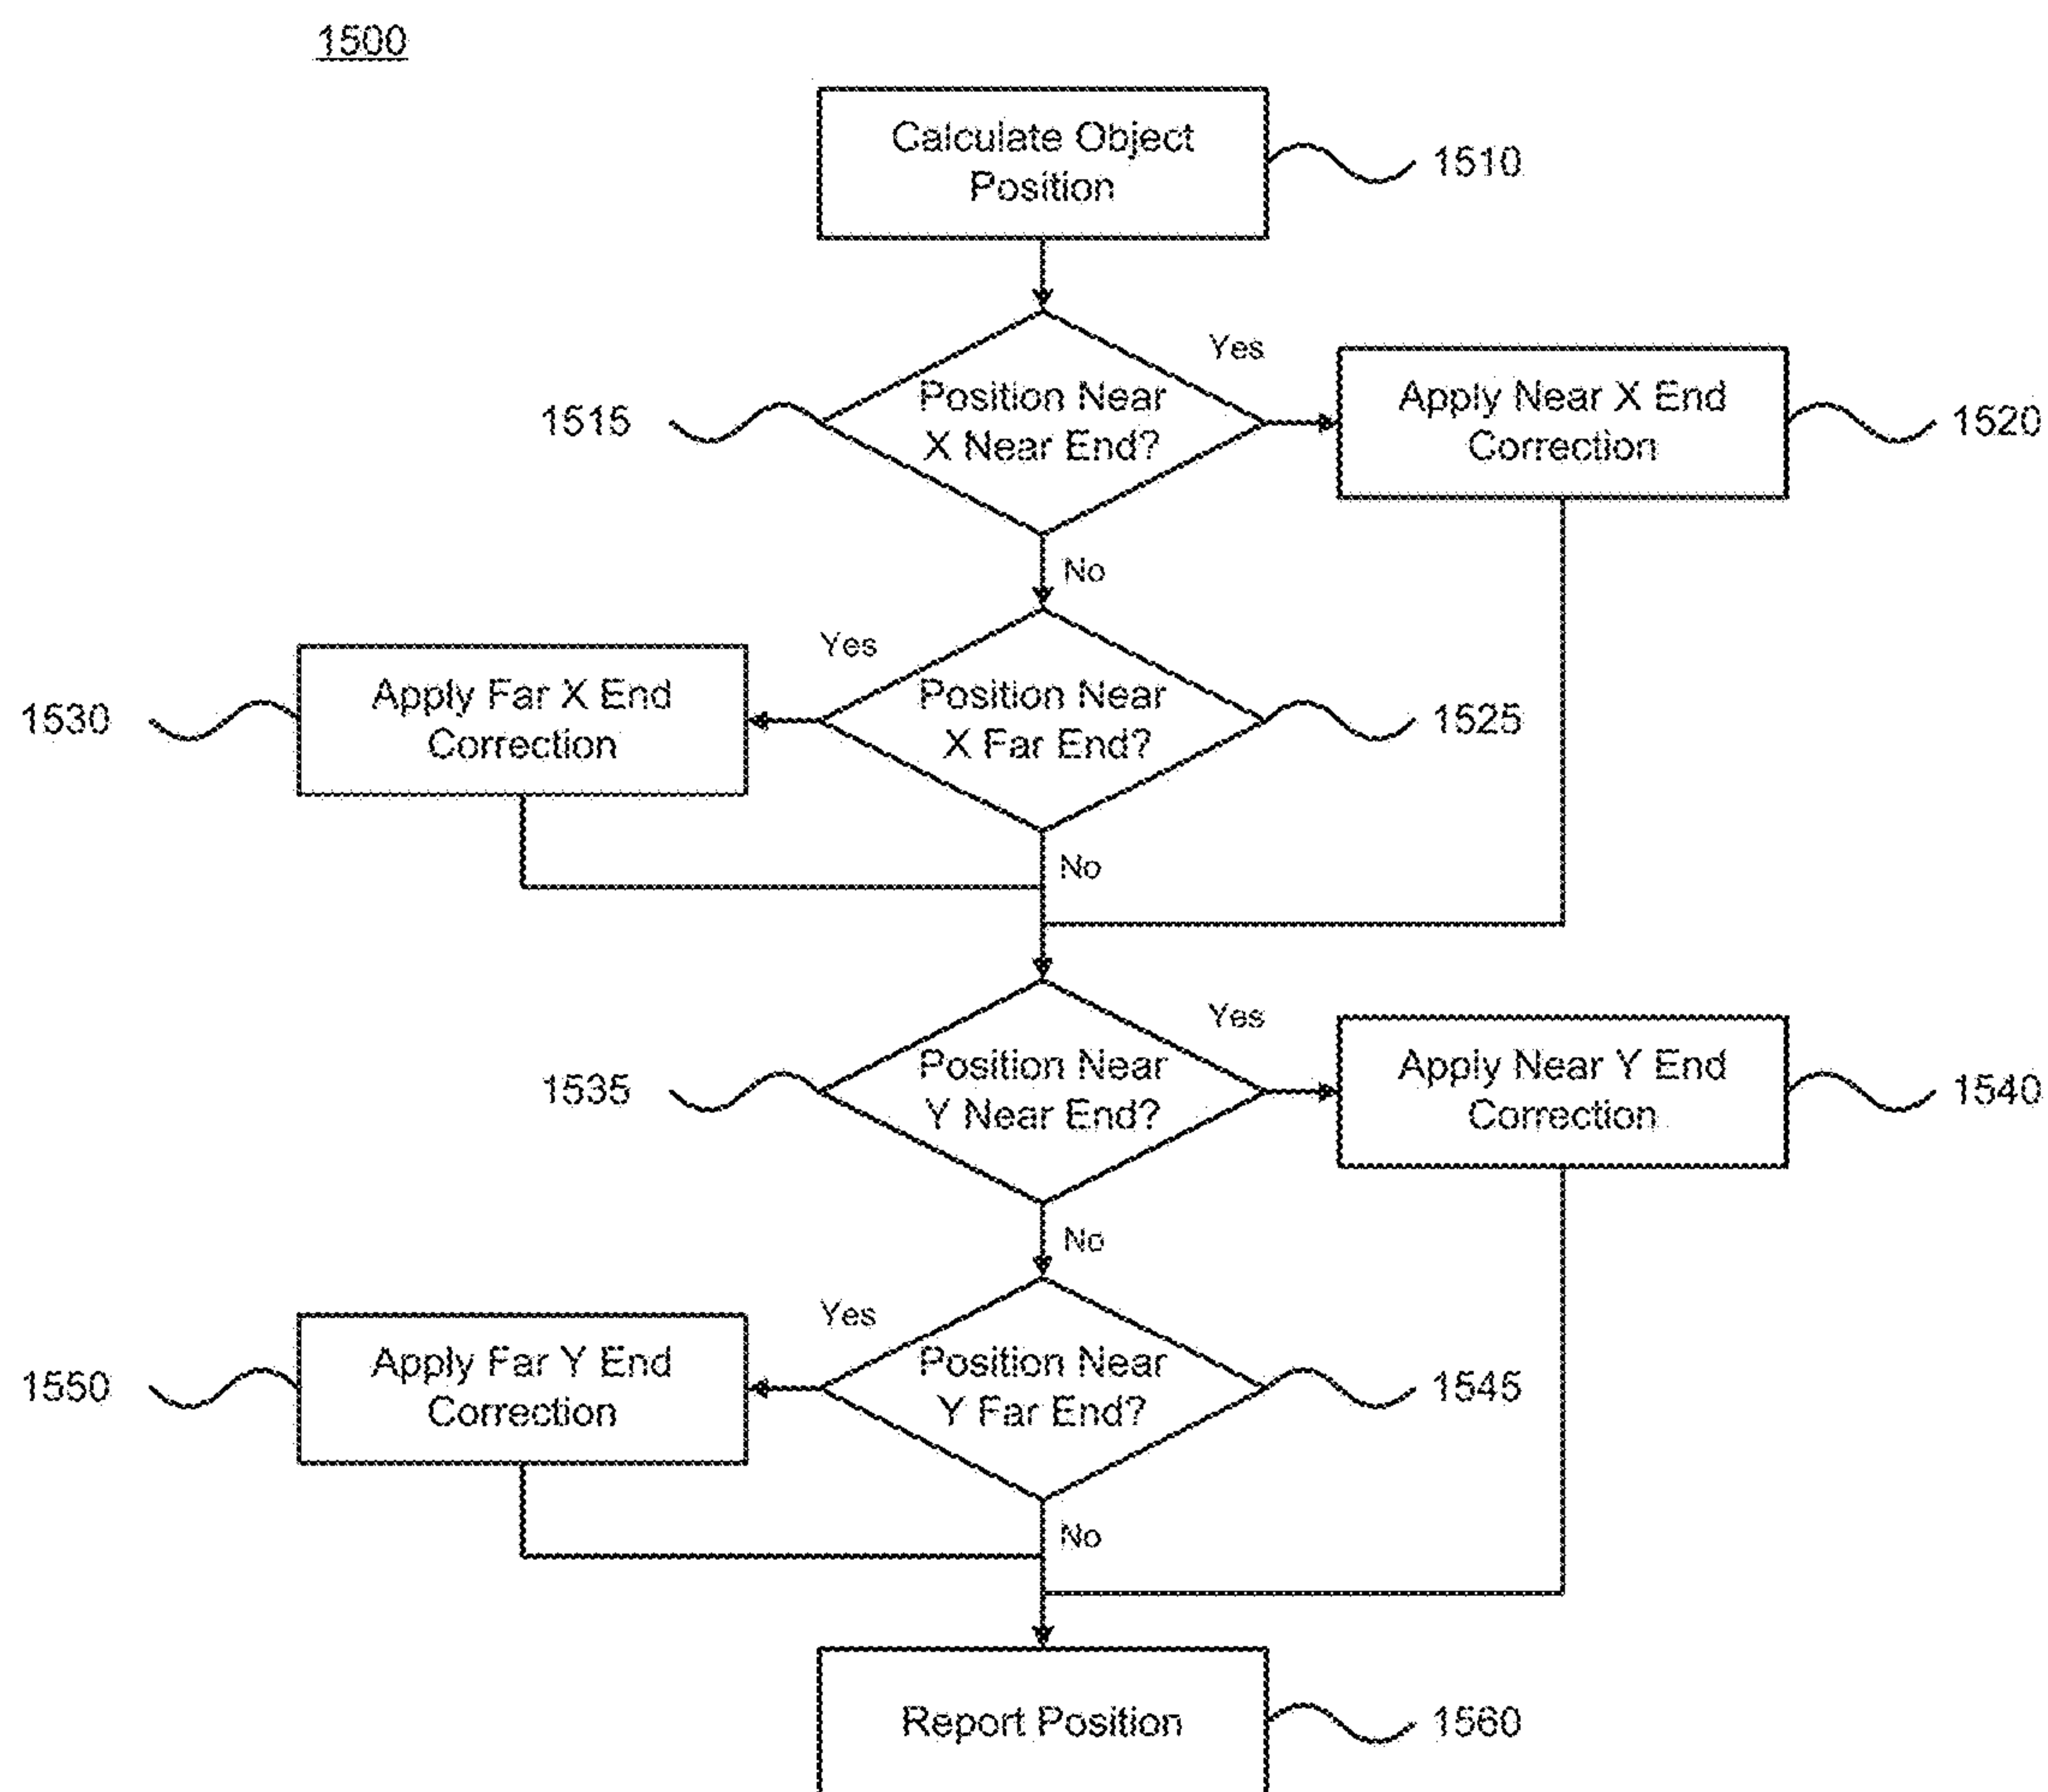 1500
Calculate Object
Position
1510
Yes
Position Near
X Near End?
1515
Apply Near X End
Correction
1520
No
Yes
Apply Far X End
Correction
1530
Position Near
X Far End?
1525
No
Yes
Position Near
Y Near End?
1535
Apply Near Y End
Correction
1540
No
Yes
Apply Far Y End
Correction
1550
Position Near
Y Far End?
1545
No
Report Position
1560